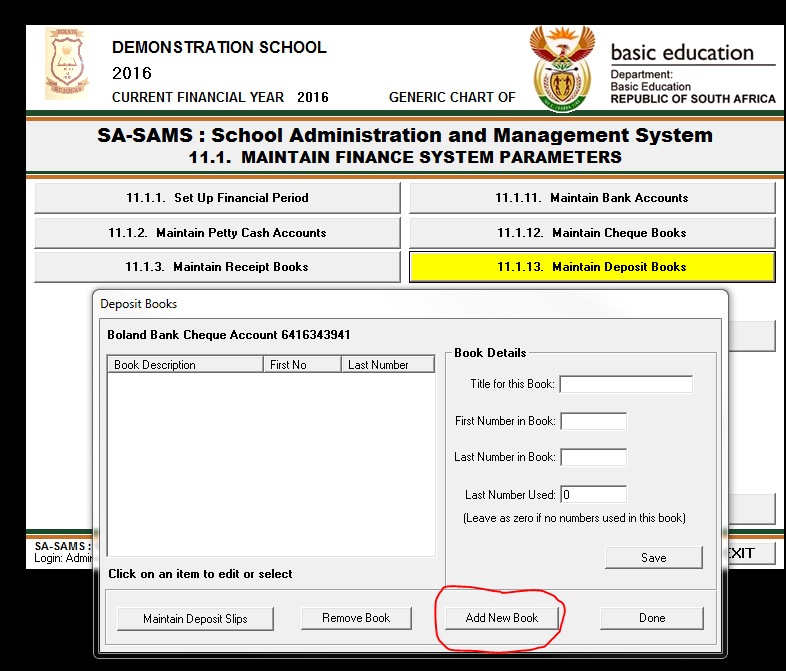 DEMONSTRATION SCHOOL
2016
CURRENT FINANCIAL YEAR 2016 GENERIC CHART OF
basic education
Department:
Basic Education
REPUBLIC OF SOUTH AFRICA
SA-SAMS : School Administration and Management System
11.1. MAINTAIN FINANCE SYSTEM PARAMETERS
11.1.1. Set Up Financial Period
11.1.11. Maintain Bank Accounts
11.1.2. Maintain Petty Cash Accounts
11.1.12. Maintain Cheque Books
11.1.3. Maintain Receipt Books
11.1.13. Maintain Deposit Books
Deposit Books
Boland Bank Cheque Account 6416343941
Book Description First No Last Number
Book Details
Title for this Book:
First Number in Book:
Last Number in Book:
Last Number Used: 0
(Leave as zero if no numbers used in this book)
Save
Click on an item to edit or select
Maintain Deposit Slips Remove Book Add New Book Done
SA-SAMS :
Login: Admi
EXIT